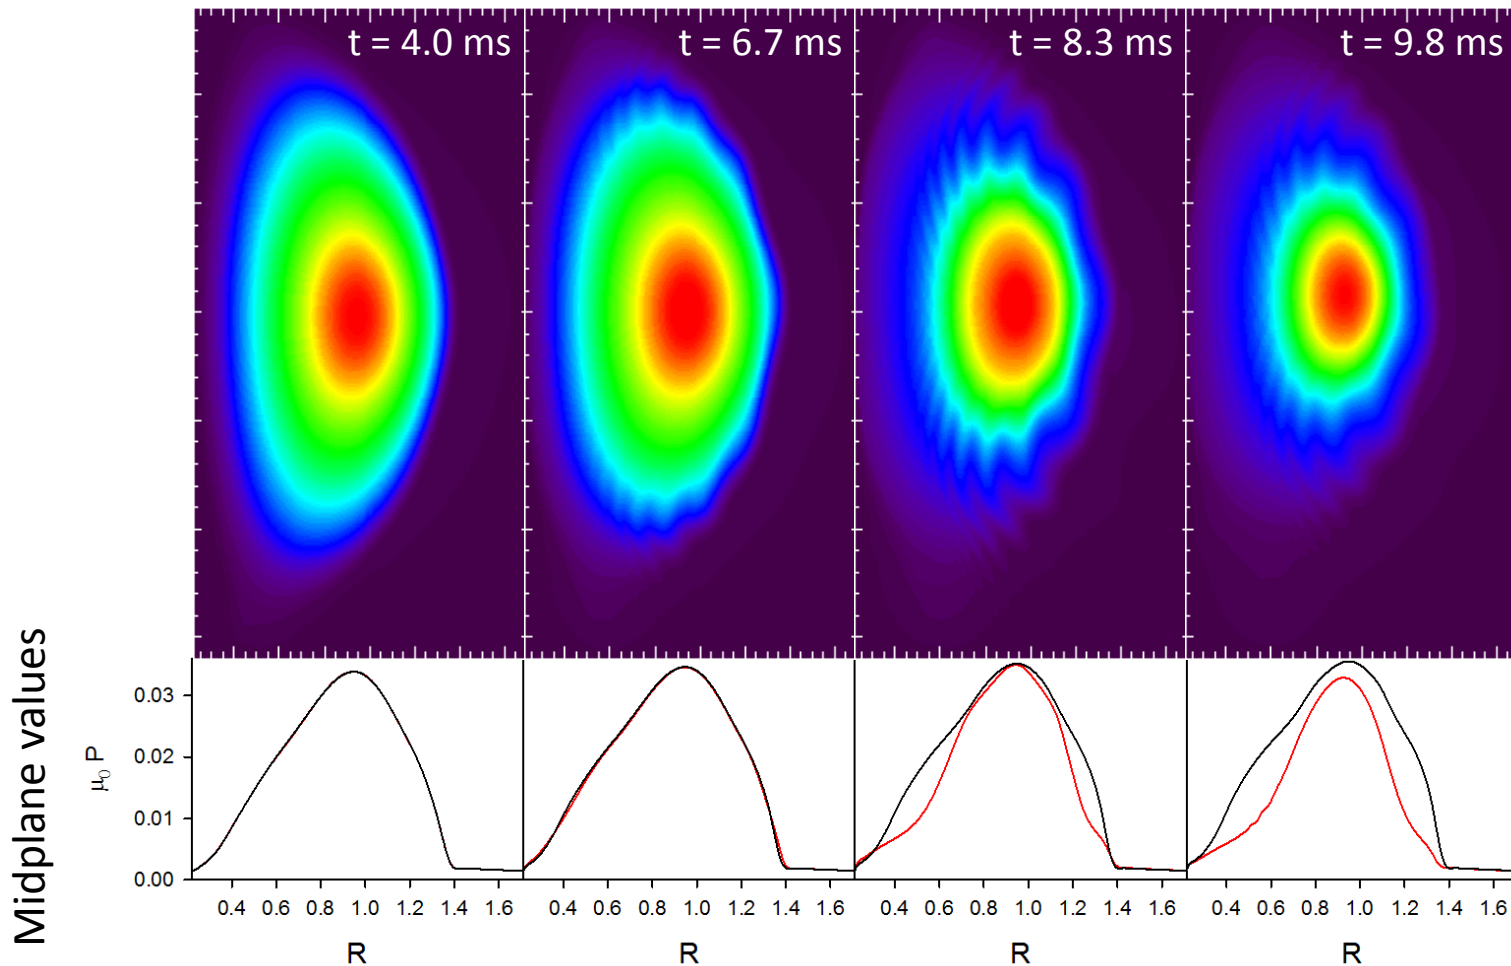 t = 4.0 ms
t = 6.7 ms
t = 8.3 ms
t = 9.8 ms
Midplane values
μ₀ P
0.03
0.02
0.01
0.00
0.4 0.6 0.8 1.0 1.2 1.4 1.6
0.4 0.6 0.8 1.0 1.2 1.4 1.6
0.4 0.6 0.8 1.0 1.2 1.4 1.6
0.4 0.6 0.8 1.0 1.2 1.4 1.6
R
R
R
R